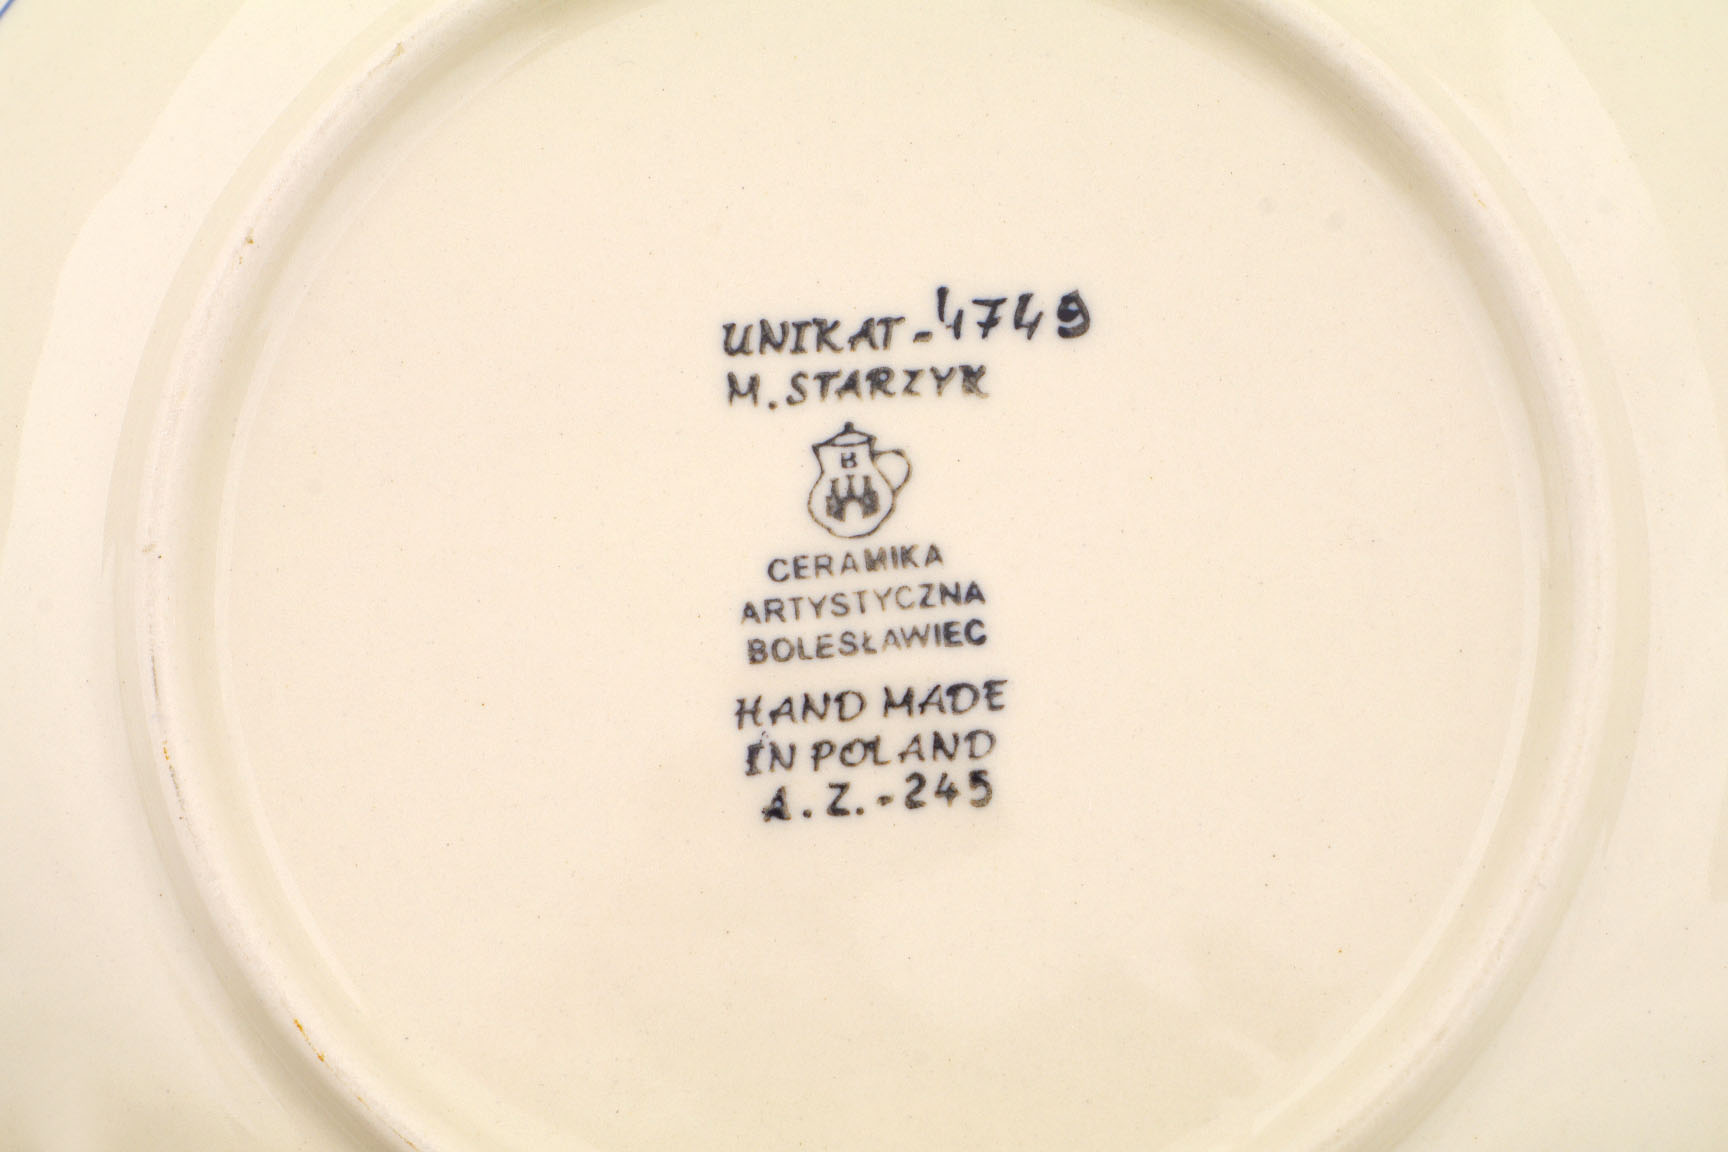 UNIKAT-4749
M. STARZYK
B
CERAMIKA
ARTYSTYCZNA
BOLESŁAWIEC
HAND MADE
IN POLAND
A.Z.-245